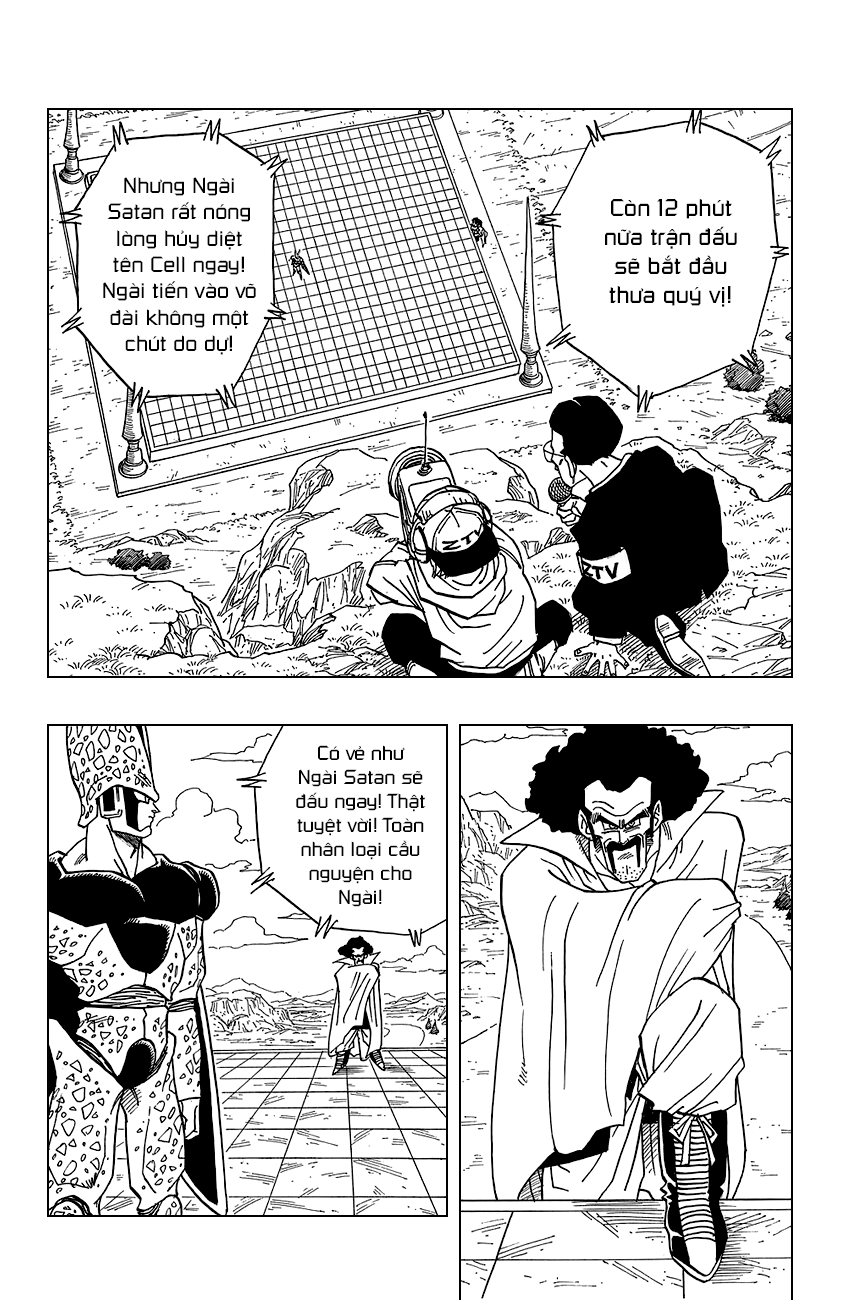 Còn 12 phút
nữa trận đấu
sẽ bắt đầu
thưa quý vị!
Nhưng Ngài
Satan rất nóng
lòng hủy diệt
tên Cell ngay!
Ngài tiến vào võ
đài không một
chút do dự!
ZTV
ZTV
Có vẻ như
Ngài Satan sẽ
đấu ngay! Thật
tuyệt vời! Toàn
nhân loại cầu
nguyện cho
Ngài!